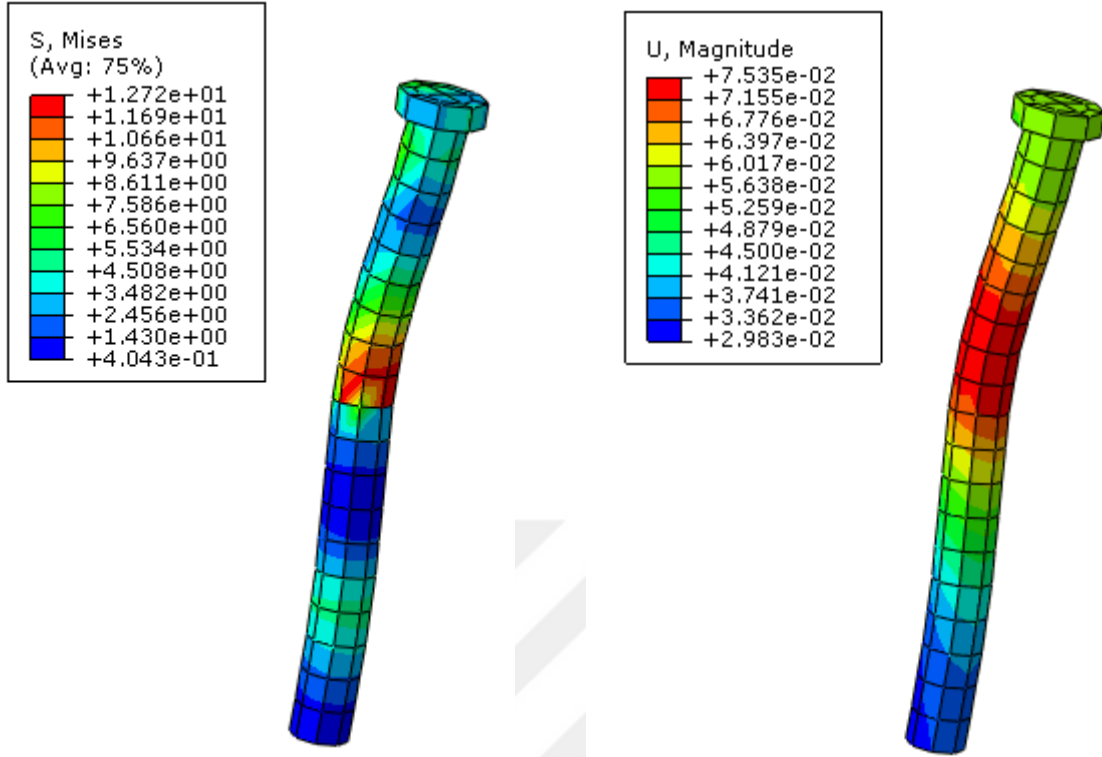 S, Mises
(Avg: 75%)
+1.272e+01
+1.169e+01
+1.066e+01
+9.637e+00
+8.611e+00
+7.586e+00
+6.560e+00
+5.534e+00
+4.508e+00
+3.482e+00
+2.456e+00
+1.430e+00
+4.043e-01
U, Magnitude
+7.535e-02
+7.155e-02
+6.776e-02
+6.397e-02
+6.017e-02
+5.638e-02
+5.259e-02
+4.879e-02
+4.500e-02
+4.121e-02
+3.741e-02
+3.362e-02
+2.983e-02